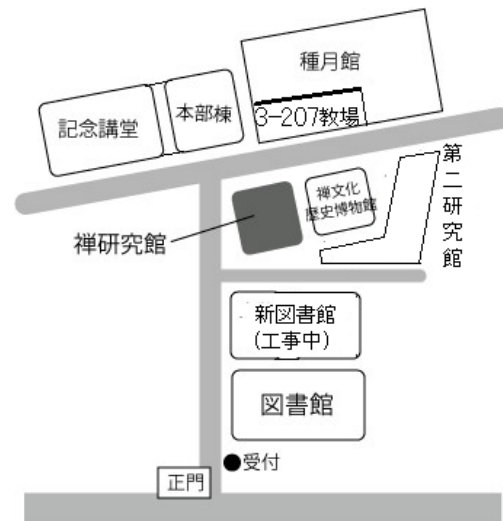 種月館
3-207教場
本部棟
記念講堂
禅文化
歴史博物館
第二研究館
禅研究館
新図書館
(工事中)
図書館
受付
正門